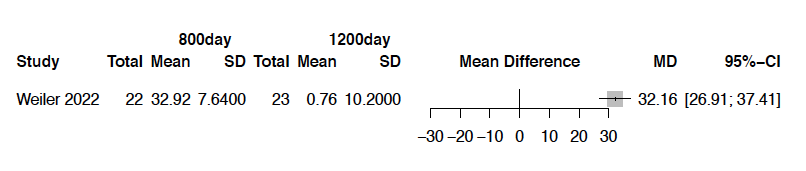 800day 1200day
Study Total Mean SD Total Mean SD Mean Difference MD 95%−CI
Weiler 2022 22 32.92 7.6400 23 0.76 10.2000 32.16 [26.91; 37.41]
−30 −20 −10 0 10 20 30